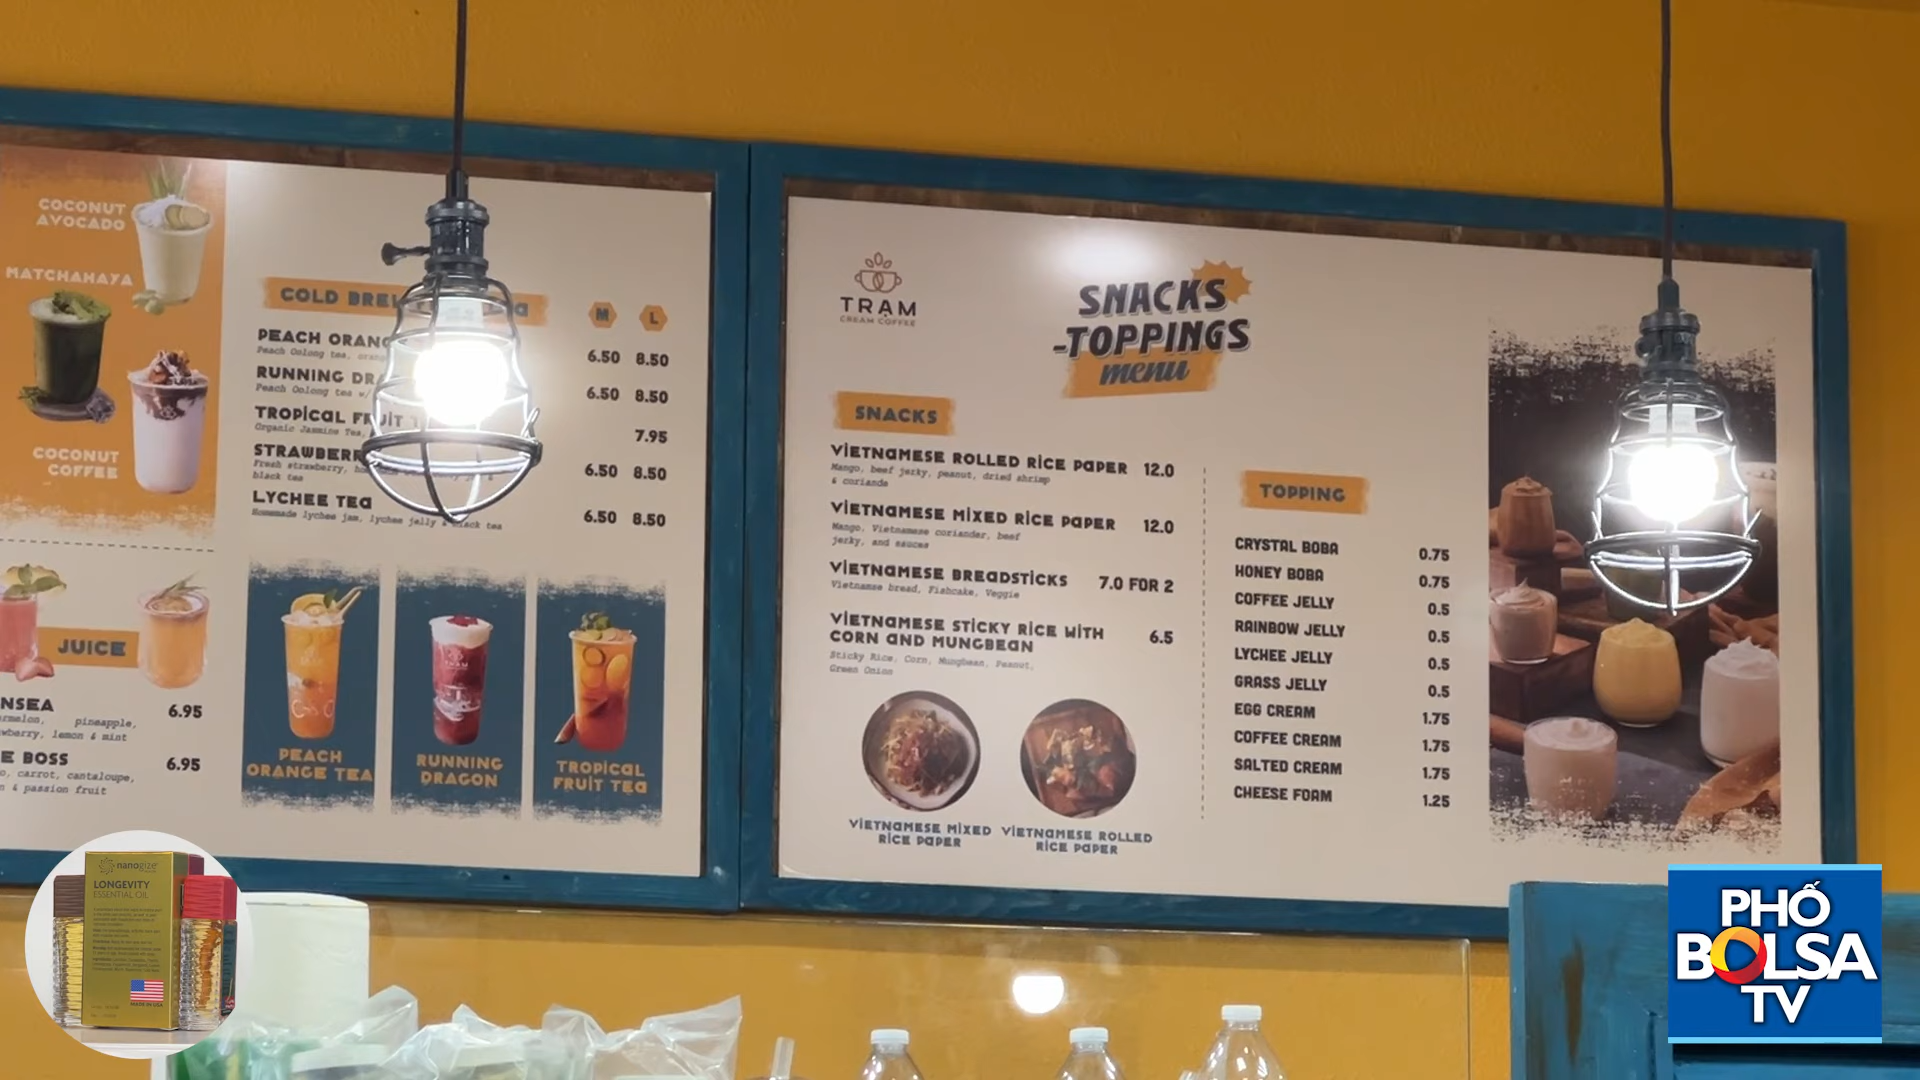 COCONUT
AVOCADO
MATCHAHAYA
COCONUT
COFFEE
JUICE
6.95
pineapple,
lemon & mint
BOSS
6.95
carrot, cantaloupe,
& passion fruit
COLD
M L
PEACH
6.50 8.50
Peach Oolong tea,
RUNNING
6.50 8.50
Peach Oolong tea w/
TROPICAL FRUIT
7.95
Organic Jasmine Tea,
6.50 8.50
Fresh strawberry,
black tea
LYCHEE TEA
6.50 8.50
Homemade lychee jam, lychee jelly & black tea
PEACH
ORANGE TEA
RUNNING
DRAGON
TROPICAL
FRUIT TEA
TRẠM
CREAM COFFEE
SNACKS
-TOPPINGS
menu
SNACKS
VIETNAMESE ROLLED RICE PAPER 12.0
Mango, beef jerky, peanut, dried shrimp
& coriande
VIETNAMESE MIXED RICE PAPER 12.0
Mango, Vietnamese coriander, beef
jerky, and sauces
VIETNAMESE BREADSTICKS 7.0 FOR 2
Vietnamse bread, Fishcake, Veggie
VIETNAMESE STICKY RICE WITH
CORN AND MUNGBEAN 6.5
Sticky Rice, Corn, Mungbean, Peanut,
Green Onion
VIETNAMESE MIXED
RICE PAPER
VIETNAMESE ROLLED
RICE PAPER
TOPPING
CRYSTAL BOBA 0.75
HONEY BOBA 0.75
COFFEE JELLY 0.5
RAINBOW JELLY 0.5
LYCHEE JELLY 0.5
GRASS JELLY 0.5
EGG CREAM 1.75
COFFEE CREAM 1.75
SALTED CREAM 1.75
CHEESE FOAM 1.25
nanogize
LONGEVITY
ESSENTIAL OIL
MADE IN USA
PHỐ
BOLSA
TV